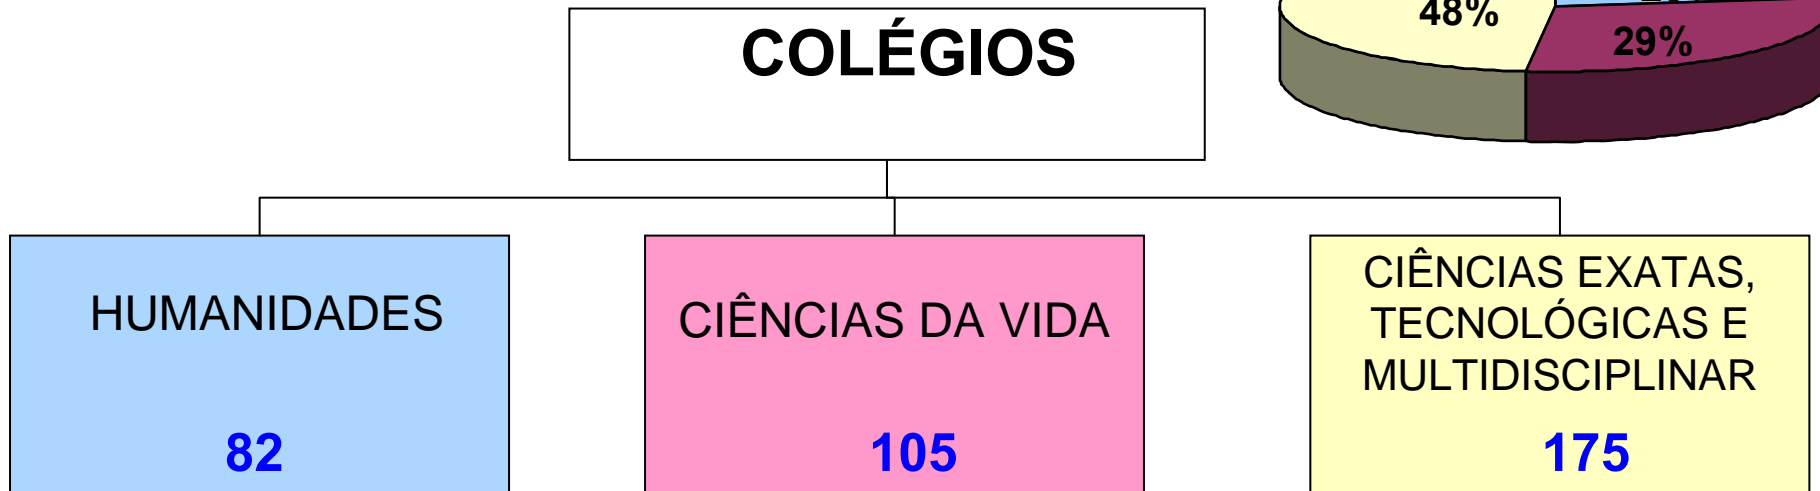 48%
29%
COLÉGIOS
HUMANIDADES
82
CIÊNCIAS DA VIDA
105
CIÊNCIAS EXATAS,
TECNOLÓGICAS E
MULTIDISCIPLINAR
175